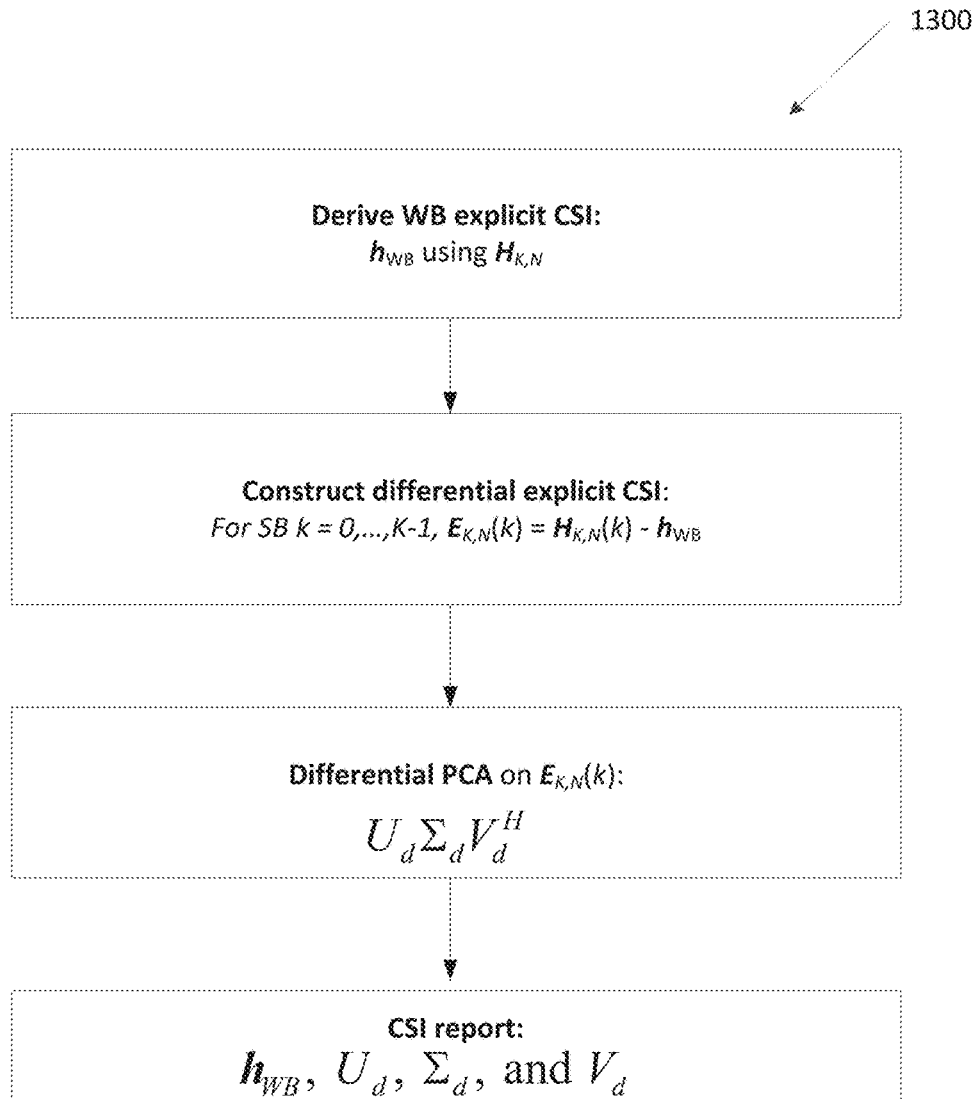 1300
Derive WB explicit CSI:
h_WB using H_K,N
Construct differential explicit CSI:
For SB k = 0,...,K-1, E_K,N(k) = H_K,N(k) - h_WB
Differential PCA on E_K,N(k):
U_d Σ_d V_d^H
CSI report:
h_WB, U_d, Σ_d, and V_d